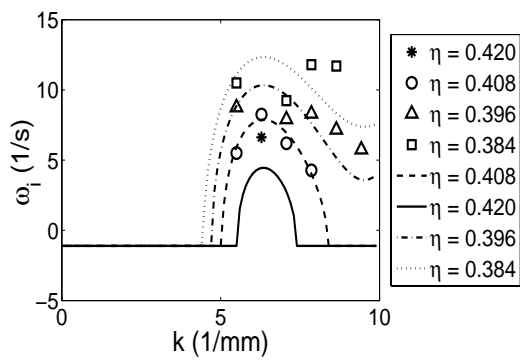 15
10
5
0
−5
0
5
10
ω_i (1/s)
k (1/mm)
η = 0.420
η = 0.408
η = 0.396
η = 0.384
η = 0.408
η = 0.420
η = 0.396
η = 0.384